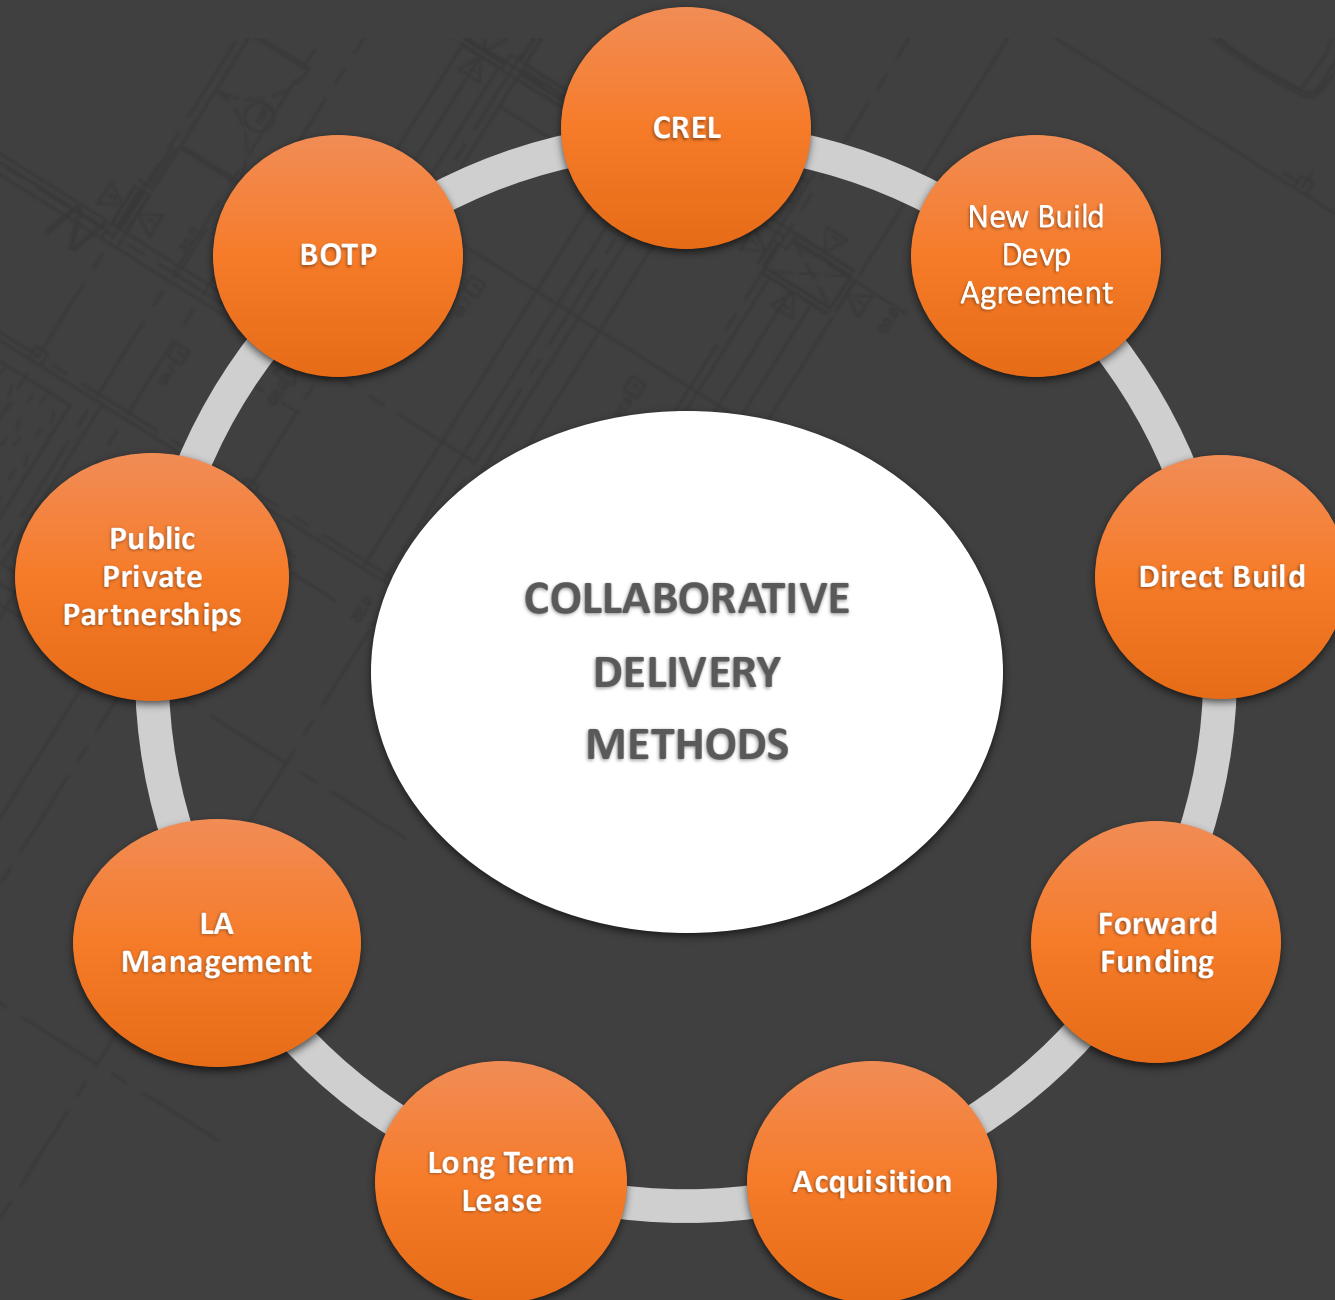 CREL
New Build
Devp
Agreement
Direct Build
Forward
Funding
Acquisition
Long Term
Lease
LA
Management
Public
Private
Partnerships
BOTP
COLLABORATIVE
DELIVERY
METHODS